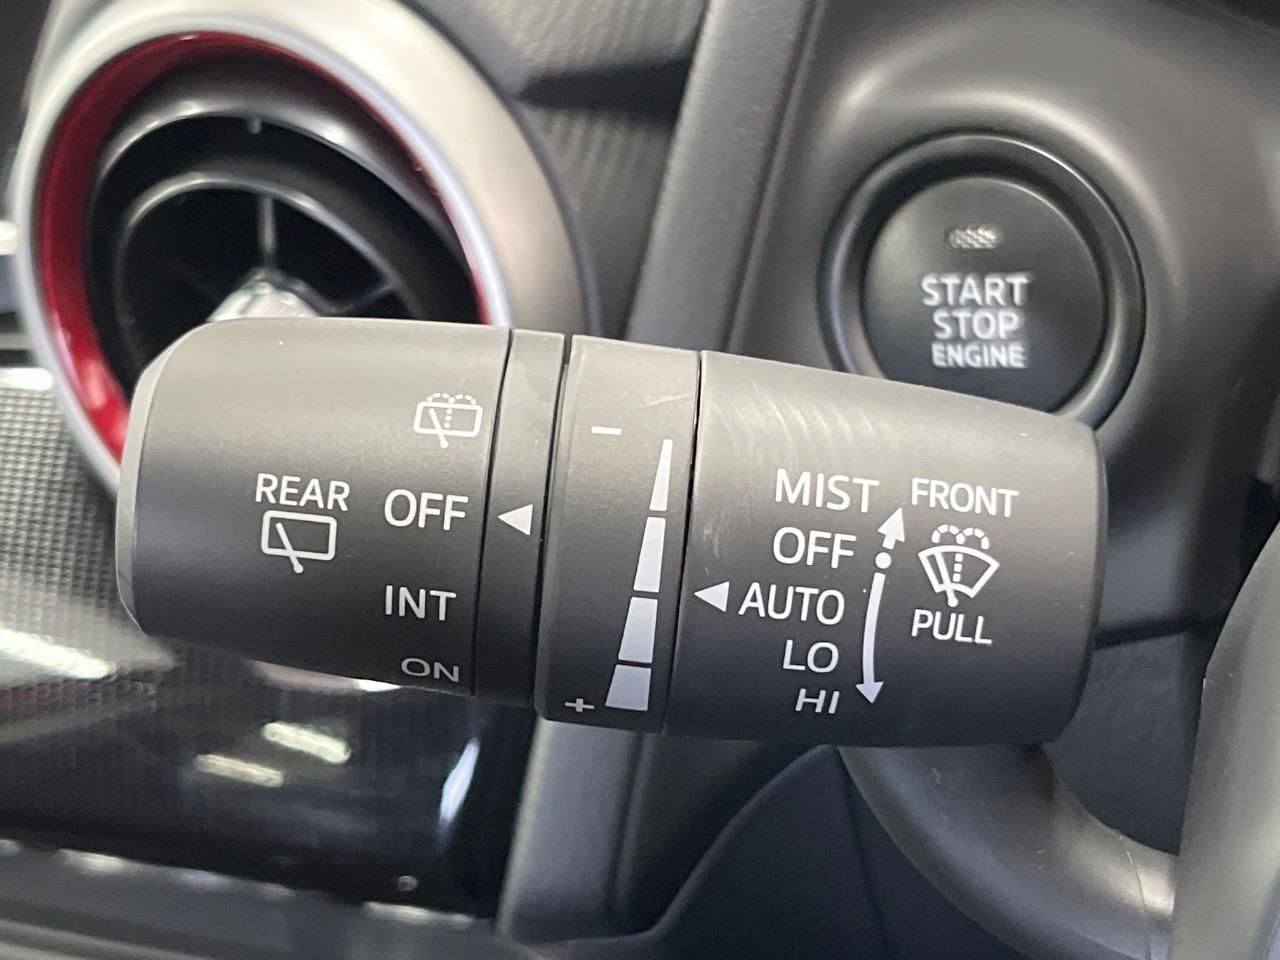 START
STOP
ENGINE
REAR
OFF
INT
ON
−
+
MIST
OFF
AUTO
LO
HI
FRONT
PULL